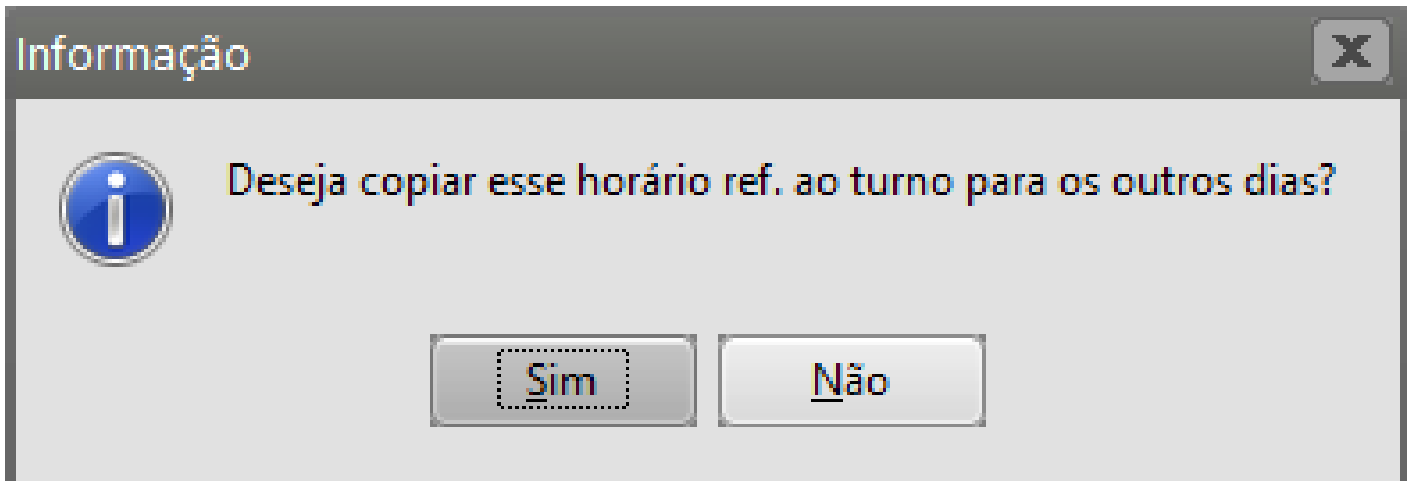 Informação
Deseja copiar esse horário ref. ao turno para os outros dias?
Sim
Não